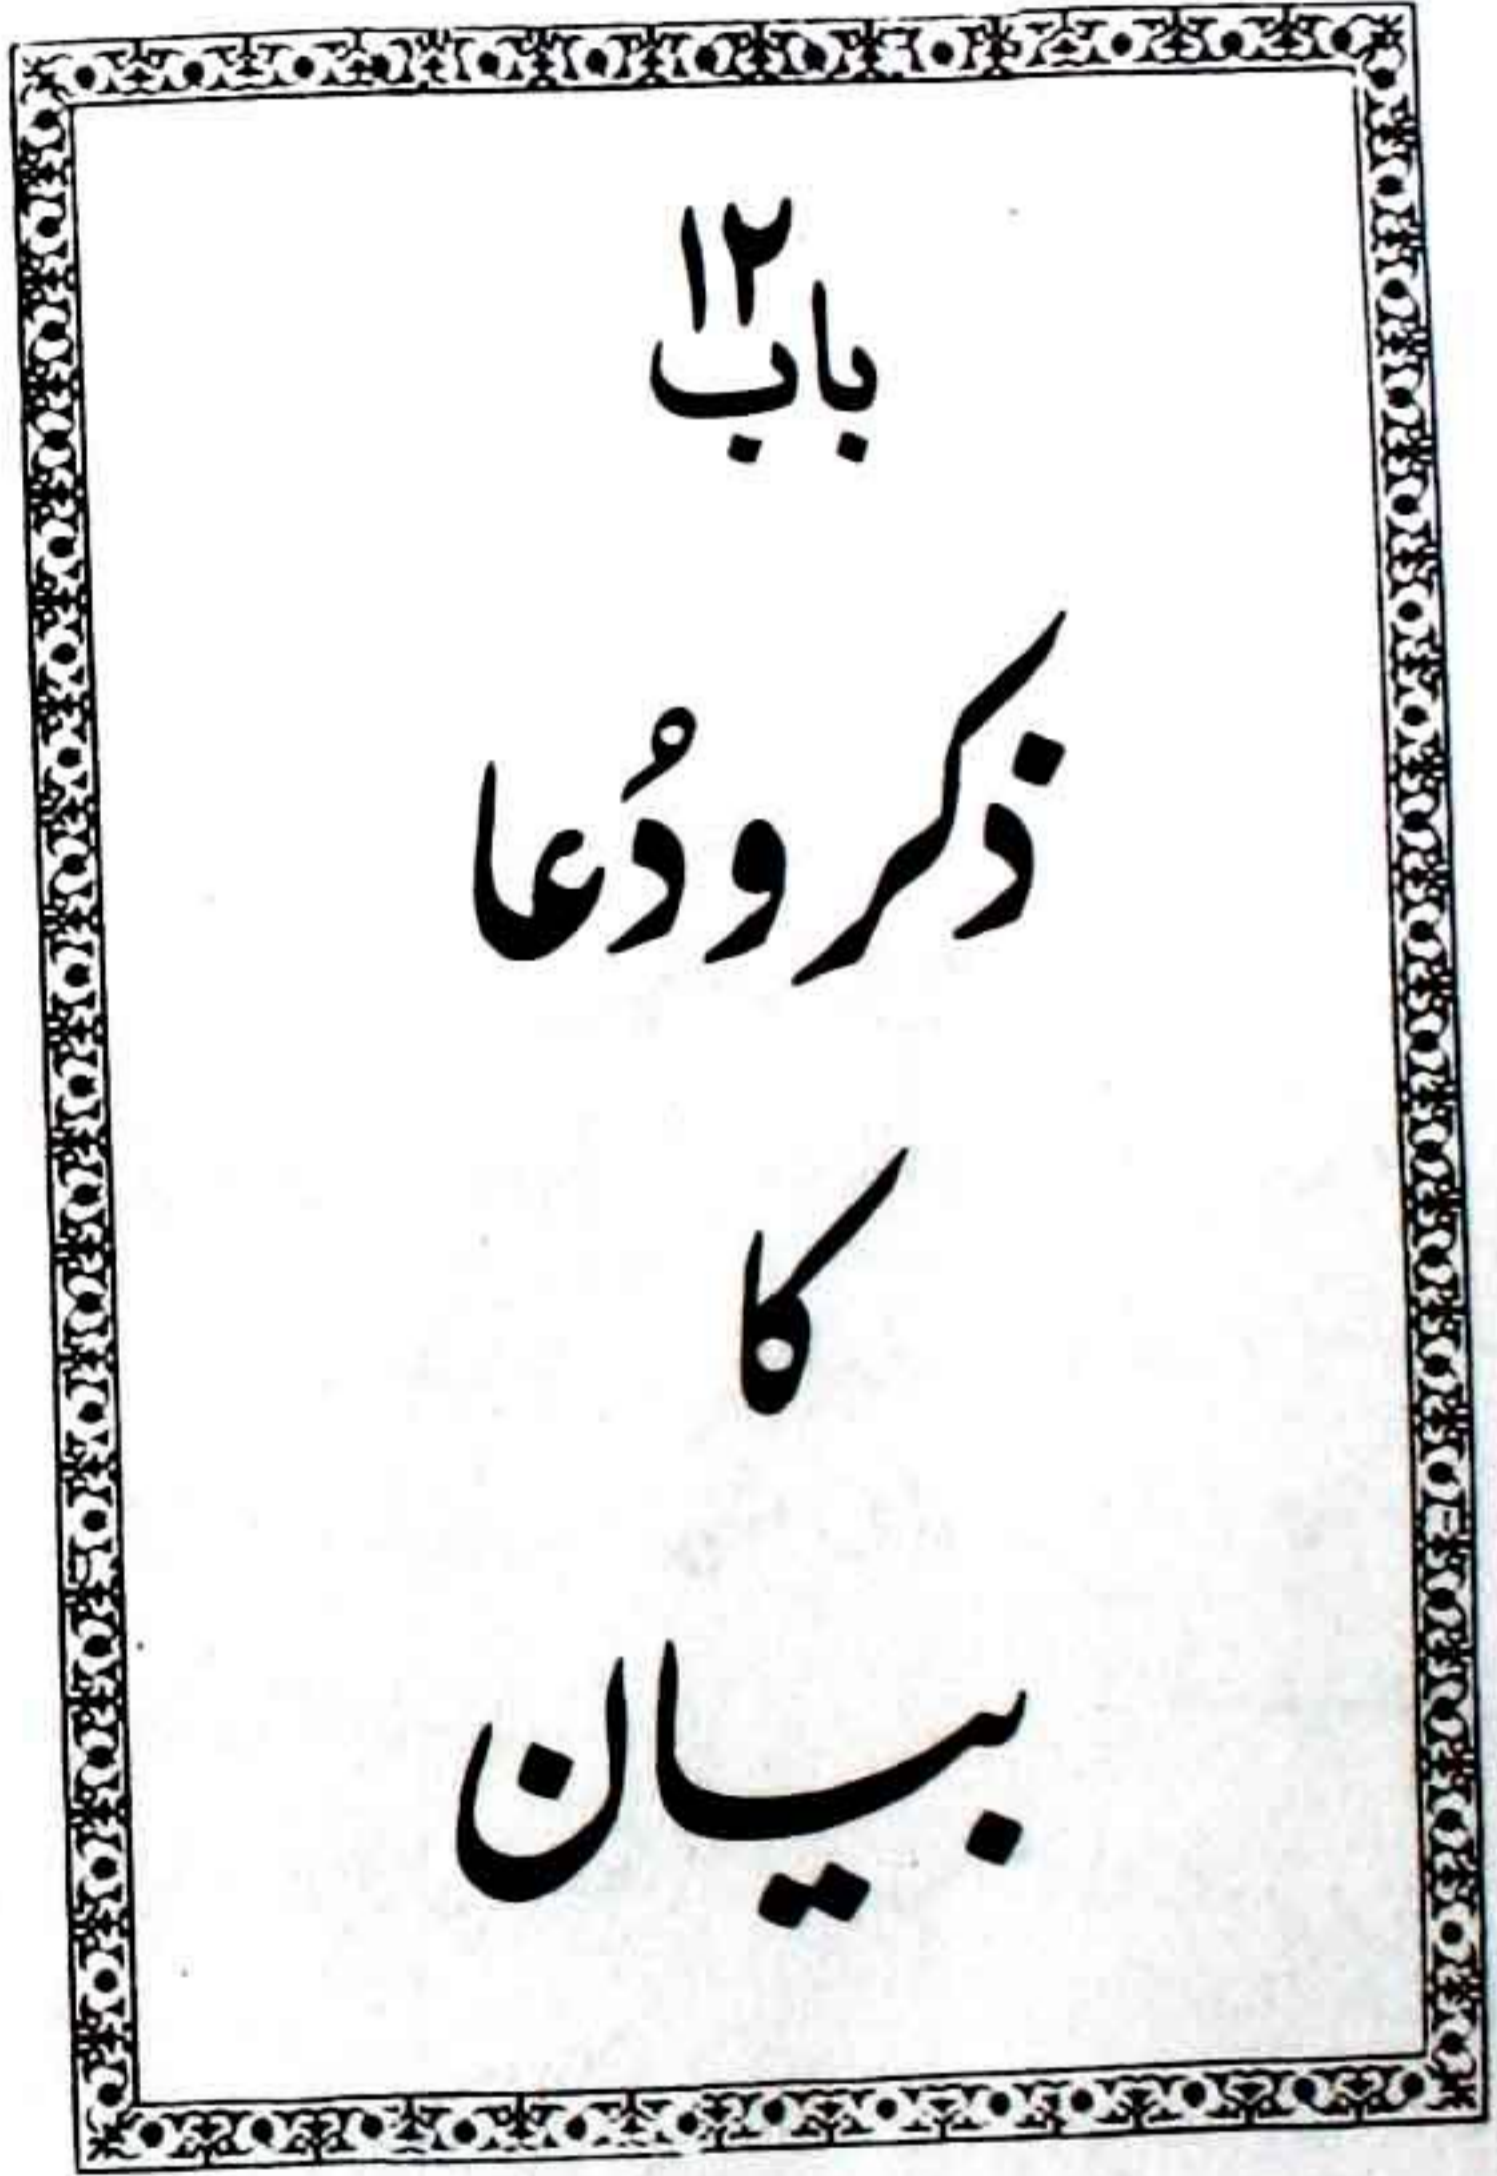 باب ۱۲
ذکر و دُعا
کا
بیان